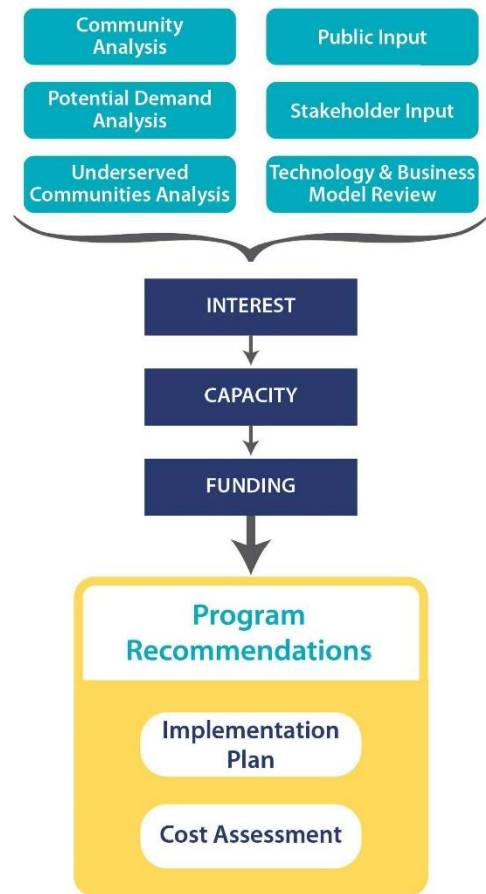 Community
Analysis
Public Input
Potential Demand
Analysis
Stakeholder Input
Underserved
Communities Analysis
Technology & Business
Model Review
INTEREST
CAPACITY
FUNDING
Program
Recommendations
Implementation
Plan
Cost Assessment